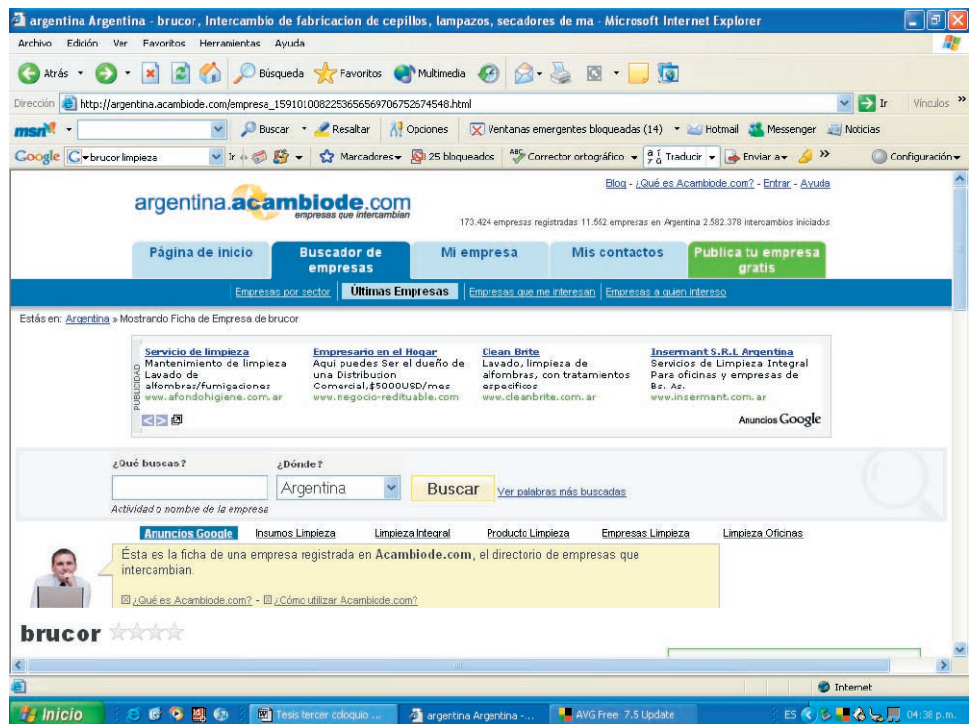 argentina Argentina - brucor, Intercambio de fabricacion de cepillos, lampazos, secadores de ma - Microsoft Internet Explorer
Archivo Edición Ver Favoritos Herramientas Ayuda
Atrás Búsqueda Favoritos Multimedia
Dirección http://argentina.acambiode.com/empresa_15910100822536565697067526745 48.html Ir Vínculos »
msn Buscar Resaltar Opciones Ventanas emergentes bloqueadas (14) Hotmail Messenger Noticias
Google brucor limpieza Ir Marcadores 25 bloqueados Corrector ortográfico Traducir Enviar a » Configuración
Blog - ¿Qué es Acambiode.com? - Entrar - Ayuda
argentina.acambiode.com
empresas que intercambian
173.424 empresas registradas 11.562 empresas en Argentina 2.582.378 intercambios iniciados
Página de inicio Buscador de empresas Mi empresa Mis contactos Publica tu empresa gratis
Empresas por sector Últimas Empresas Empresas que me interesan Empresas a quien intereso
Estás en: Argentina » Mostrando Ficha de Empresa de brucor
PUBLICIDAD
Servicio de limpieza
Mantenimiento de limpieza
Lavado de
alfombras/fumigaciones
www.afondohigiene.com.ar
Empresario en el Hogar
Aqui puedes Ser el dueño de
una Distribucion
Comercial,$5000USD/mes
www.negocio-redituable.com
Clean Brite
Lavado, limpieza de
alfombras, con tratamientos
especificos
www.cleanbrite.com.ar
Insermant S.R.L Argentina
Servicios de Limpieza Integral
Para oficinas y empresas de
Bs. As.
www.insermant.com.ar
Anuncios Google
¿Qué buscas? ¿Dónde?
Argentina Buscar Ver palabras más buscadas
Actividad o nombre de la empresa
Anuncios Google Insumos Limpieza Limpieza Integral Producto Limpieza Empresas Limpieza Limpieza Oficinas
Ésta es la ficha de una empresa registrada en Acambiode.com, el directorio de empresas que
intercambian.
¿Qué es Acambiode.com? - ¿Cómo utilizar Acambiode.com?
brucor
Internet
Inicio Tesis tercer coloquio ... argentina Argentina -... AVG Free 7.5 Update ES 04:36 p.m.